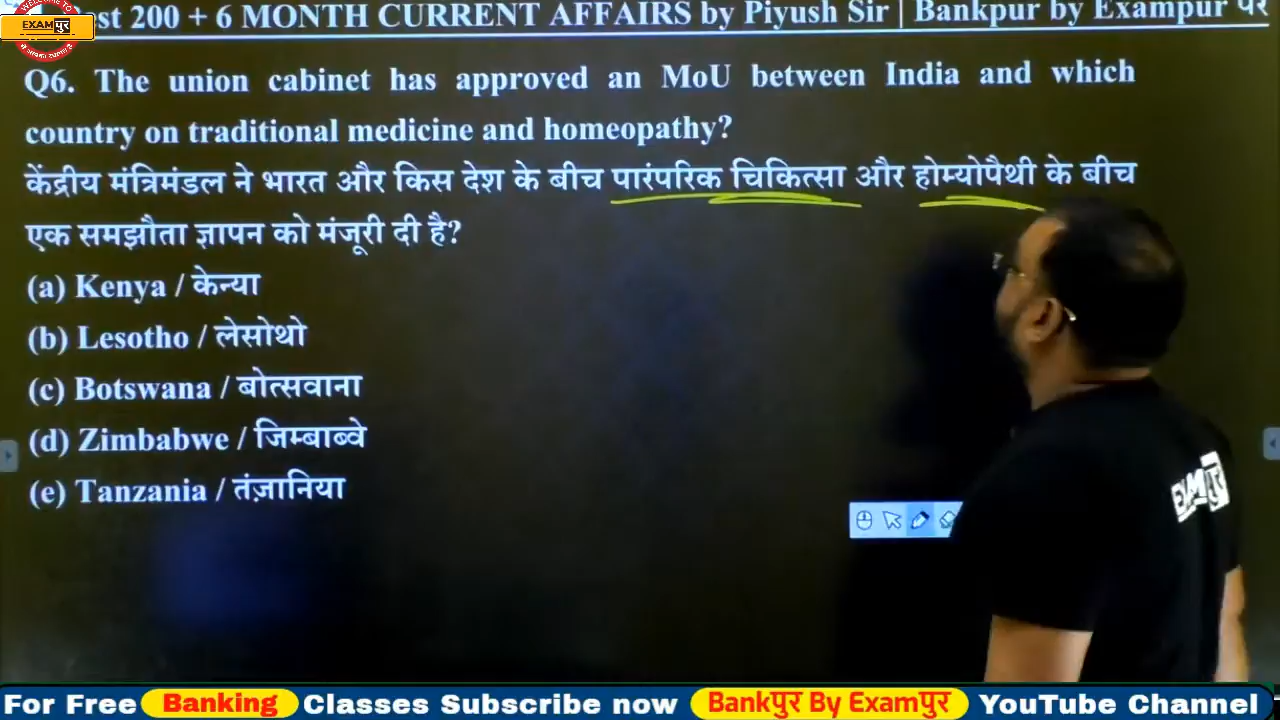 EXAMपुर
est 200 + 6 MONTH CURRENT AFFAIRS by Piyush Sir | Bankpur by Exampur पर
Q6. The union cabinet has approved an MoU between India and which
country on traditional medicine and homeopathy?
केंद्रीय मंत्रिमंडल ने भारत और किस देश के बीच पारंपरिक चिकित्सा और होम्योपैथी के बीच
एक समझौता ज्ञापन को मंजूरी दी है?
(a) Kenya / केन्या
(b) Lesotho / लेसोथो
(c) Botswana / बोत्सवाना
(d) Zimbabwe / जिम्बाब्वे
(e) Tanzania / तंज़ानिया
EXAMपुर
For Free Banking Classes Subscribe now Bankपुर By Examपुर YouTube Channel